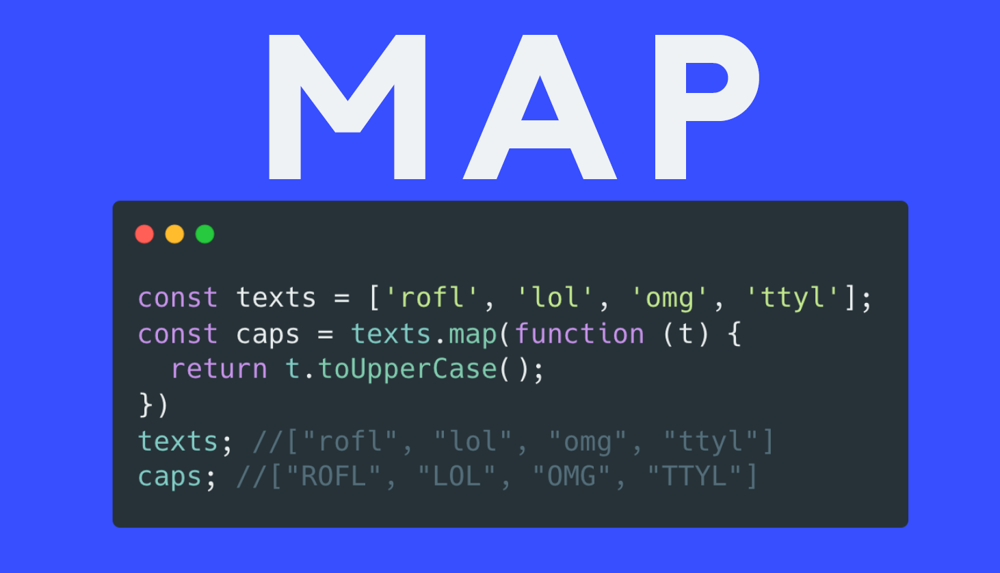 MAP
const texts = ['rofl', 'lol', 'omg', 'ttyl'];
const caps = texts.map(function (t) {
  return t.toUpperCase();
})
texts; //["rofl", "lol", "omg", "ttyl"]
caps; //["ROFL", "LOL", "OMG", "TTYL"]